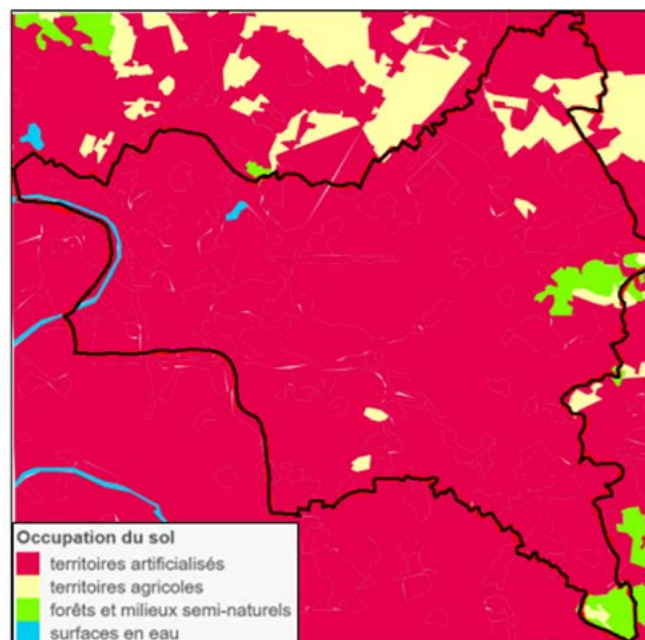 Occupation du sol
territoires artificialisés
territoires agricoles
forêts et milieux semi-naturels
surfaces en eau